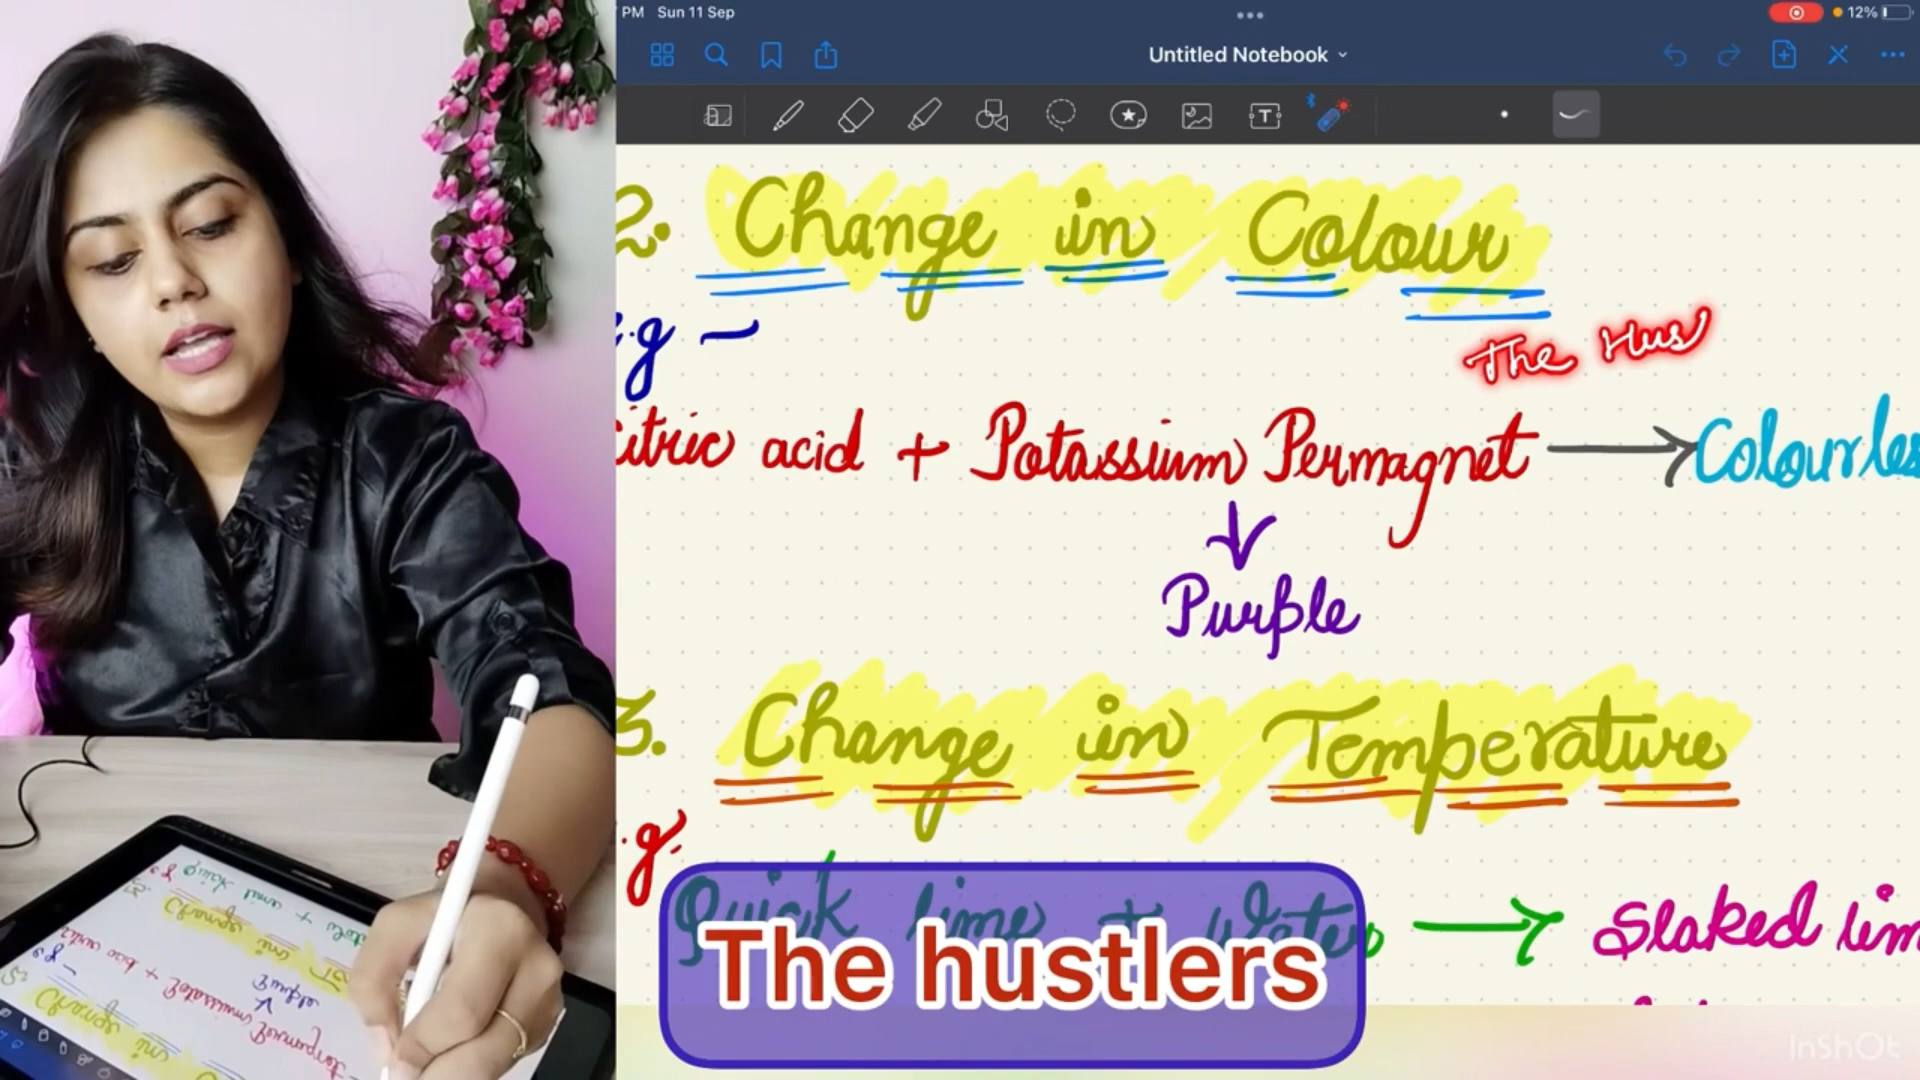 PM Sun 11 Sep 12%
Untitled Notebook
T
2. Change in Colour
.g –
The Hus
itric acid + Potassium Permagnet → Colourles
Purple
3. Change in Temperature
.g.
Quick lime + Water → Slaked lim
The hustlers
InShOt